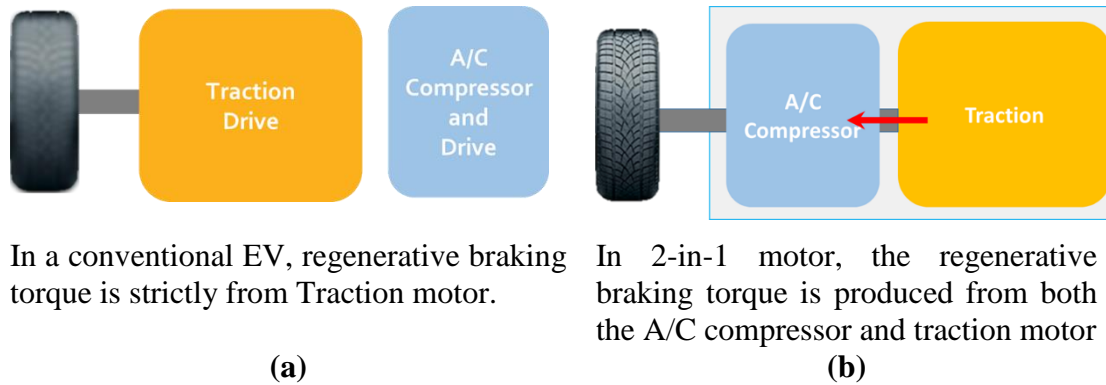 Traction
Drive
A/C
Compressor
and
Drive
A/C
Compressor
Traction
In a conventional EV, regenerative braking
torque is strictly from Traction motor.
In 2-in-1 motor, the regenerative
braking torque is produced from both
the A/C compressor and traction motor
(a)
(b)